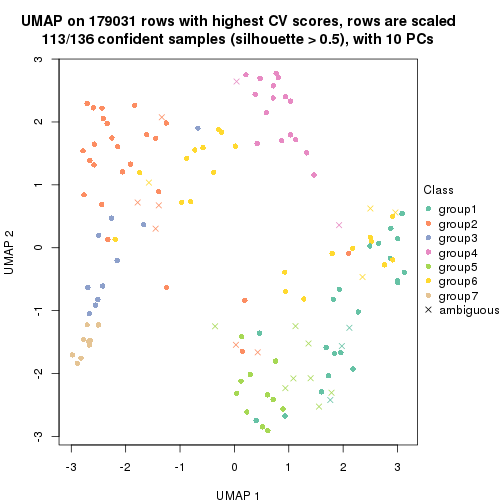 UMAP on 179031 rows with highest CV scores, rows are scaled
113/136 confident samples (silhouette > 0.5), with 10 PCs
3
2
1
0
-1
-2
-3
UMAP 2
-3 -2 -1 0 1 2 3
UMAP 1
Class
group1
group2
group3
group4
group5
group6
group7
ambiguous